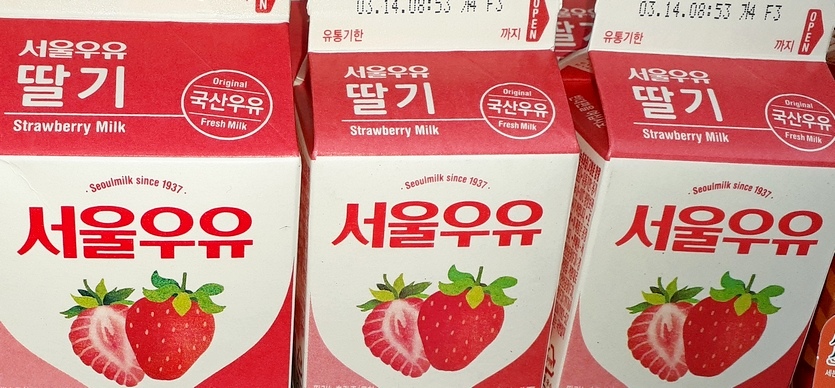 서울우유
딸기
Strawberry Milk
Original
국산우유
Fresh Milk
Seoulmilk since 1937
서울우유
03.14.08:53 기4 F3
유통기한
까지
OPEN
서울우유
딸기
Strawberry Milk
Original
국산우유
Fresh Milk
Seoulmilk since 1937
서울우유
03.14.08:53 기4 F3
유통기한
까지
OPEN
서울우유
딸기
Strawberry Milk
Original
국산우유
Fresh Milk
Seoulmilk since 1937
서울우유